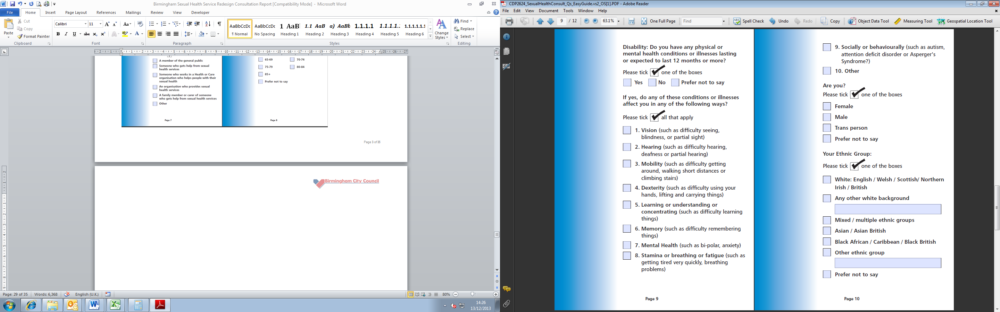 Birmingham Sexual Health Service Redesign Consultation Report [Compatibility Mode] - Microsoft Word
File Home Insert Page Layout References Mailings Review View Developer
Paste
Cut
Copy
Format Painter
Clipboard
Calibri 11
Font
Paragraph
AaBbCcDc AaBbCcDc 1 AaB 1.1 AaB a) AaBb 1.1.1.1 1.1.1.1. 1.1.1.1.1
¶ Normal No Spacing Heading 1 Heading 2 Heading 3 Heading 4 Heading 5 Heading 6
Styles
Change Styles
Find
Replace
Select
Editing
A member of the general public
Someone who gets help from sexual
health services
Someone who works in a Health or Care
organisation who helps people with their
sexual health
An organisation who provides sexual
health services
A family member or carer of someone
who gets help from sexual health services
Other
Page 7
65-69 70-74
75-79 80-84
85+
Prefer not to say
Page 8
Page 3 of 35
Birmingham City Council
Page: 29 of 35 Words: 6,368 English (U.K.) 80%
14:26
13/12/2013
CDP2624_SexualHealthConsult_Qs_EasyGuide.vs2_OS[1].PDF - Adobe Reader
File Edit View Document Tools Window Help
9 / 12 63.1% One Full Page Find Spell Check Undo Redo Copy Object Data Tool Measuring Tool Geospatial Location Tool
Disability: Do you have any physical or
mental health conditions or illnesses lasting
or expected to last 12 months or more?
Please tick one of the boxes
Yes No Prefer not to say
If yes, do any of these conditions or illnesses
affect you in any of the following ways?
Please tick all that apply
1. Vision (such as difficulty seeing,
blindness, or partial sight)
2. Hearing (such as difficulty hearing,
deafness or partial hearing)
3. Mobility (such as difficulty getting
around, walking short distances or
climbing stairs)
4. Dexterity (such as difficulty using your
hands, lifting and carrying things)
5. Learning or understanding or
concentrating (such as difficulty learning
things)
6. Memory (such as difficulty remembering
things)
7. Mental Health (such as bi-polar, anxiety)
8. Stamina or breathing or fatigue (such as
getting tired very quickly, breathing
problems)
Page 9
9. Socially or behaviourally (such as autism,
attention deficit disorder or Asperger's
Syndrome?)
10. Other
Are you?
Please tick one of the boxes
Female
Male
Trans person
Prefer not to say
Your Ethnic Group:
Please tick one of the boxes
White: English / Welsh / Scottish/ Northern
Irish / British
Any other white background
Mixed / multiple ethnic groups
Asian / Asian British
Black African / Caribbean / Black British
Other ethnic group
Prefer not to say
Page 10